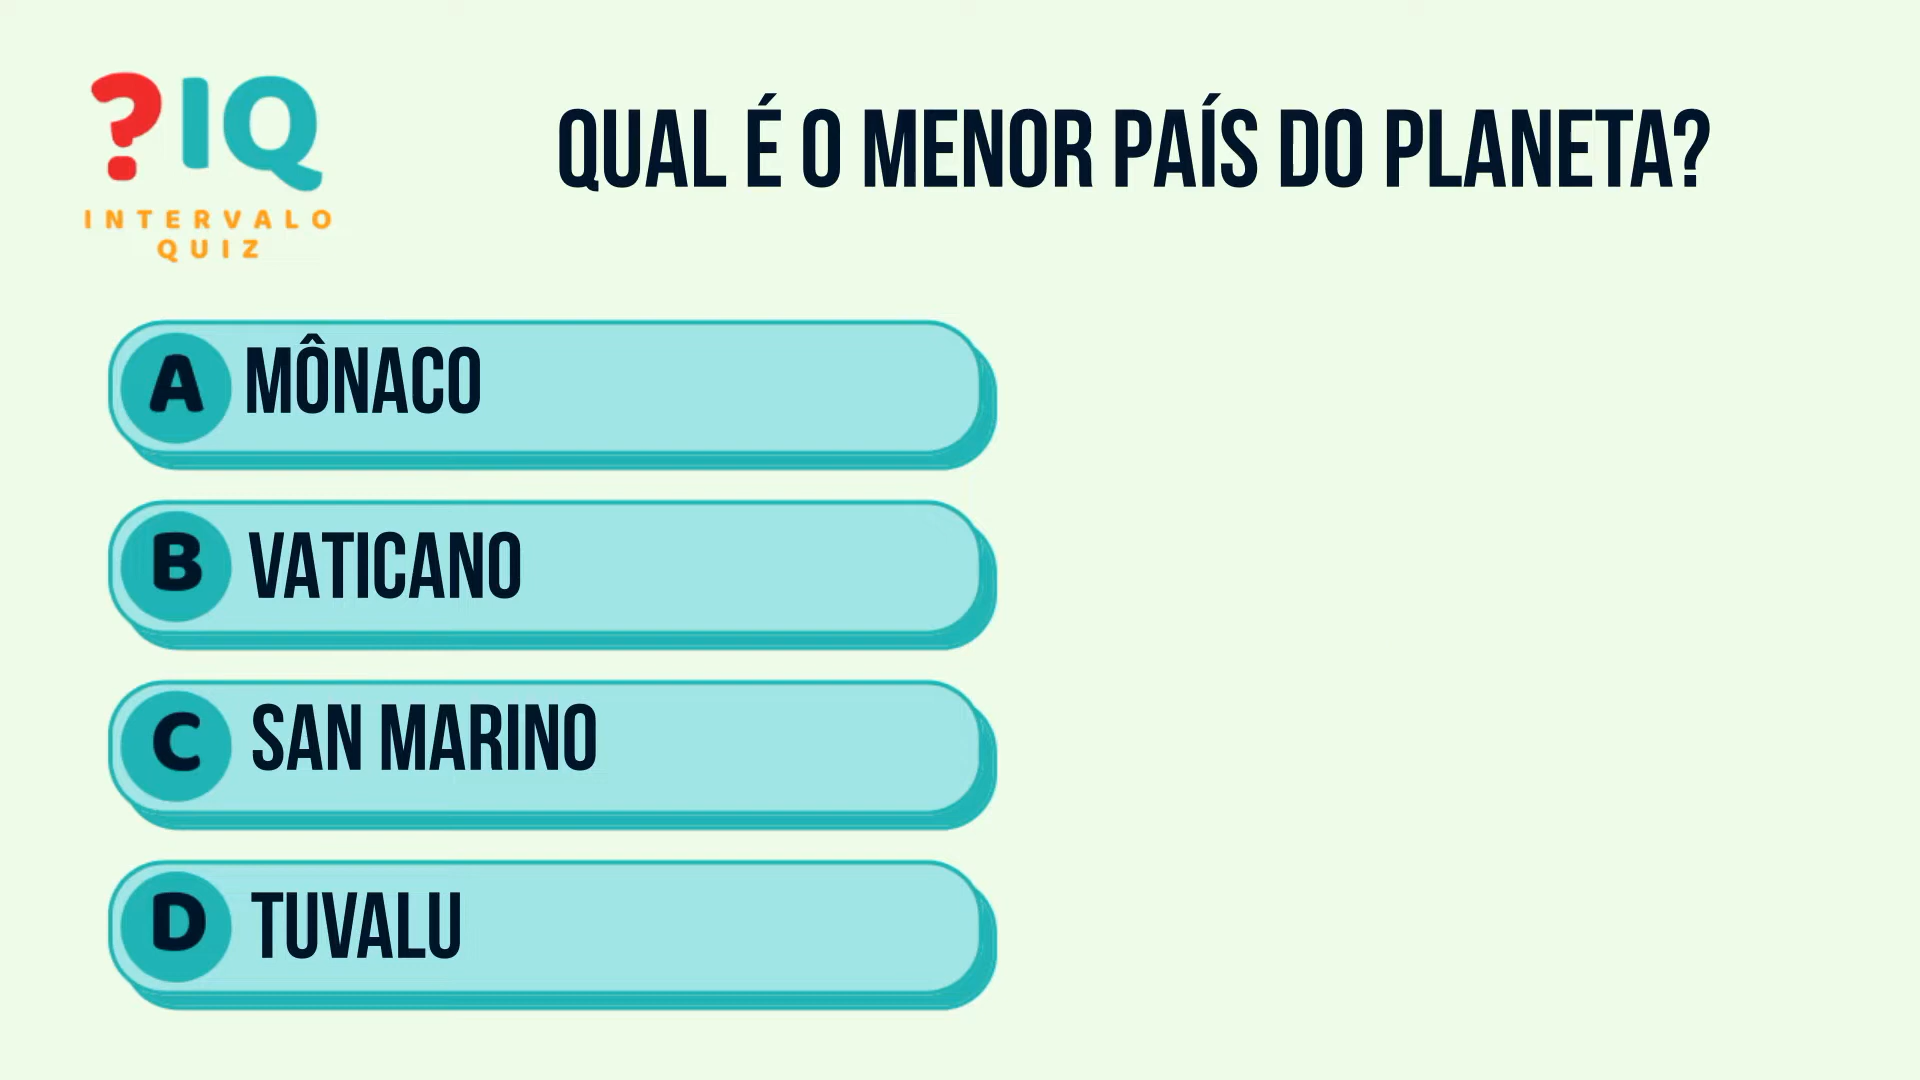 ?IQ
INTERVALO
QUIZ
QUAL É O MENOR PAÍS DO PLANETA?
A MÔNACO
B VATICANO
C SAN MARINO
D TUVALU